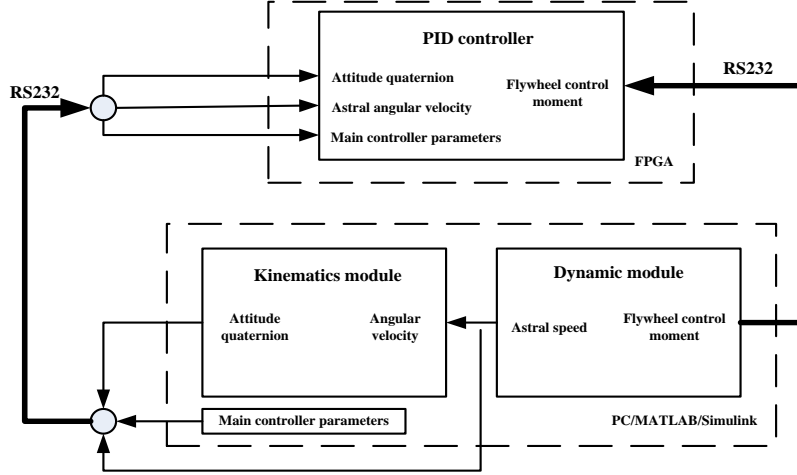 PID controller
RS232
RS232
Attitude quaternion
Flywheel control
moment
Astral angular velocity
Main controller parameters
FPGA
Kinematics module
Dynamic module
Attitude
quaternion
Angular
velocity
Astral speed
Flywheel control
moment
Main controller parameters
PC/MATLAB/Simulink